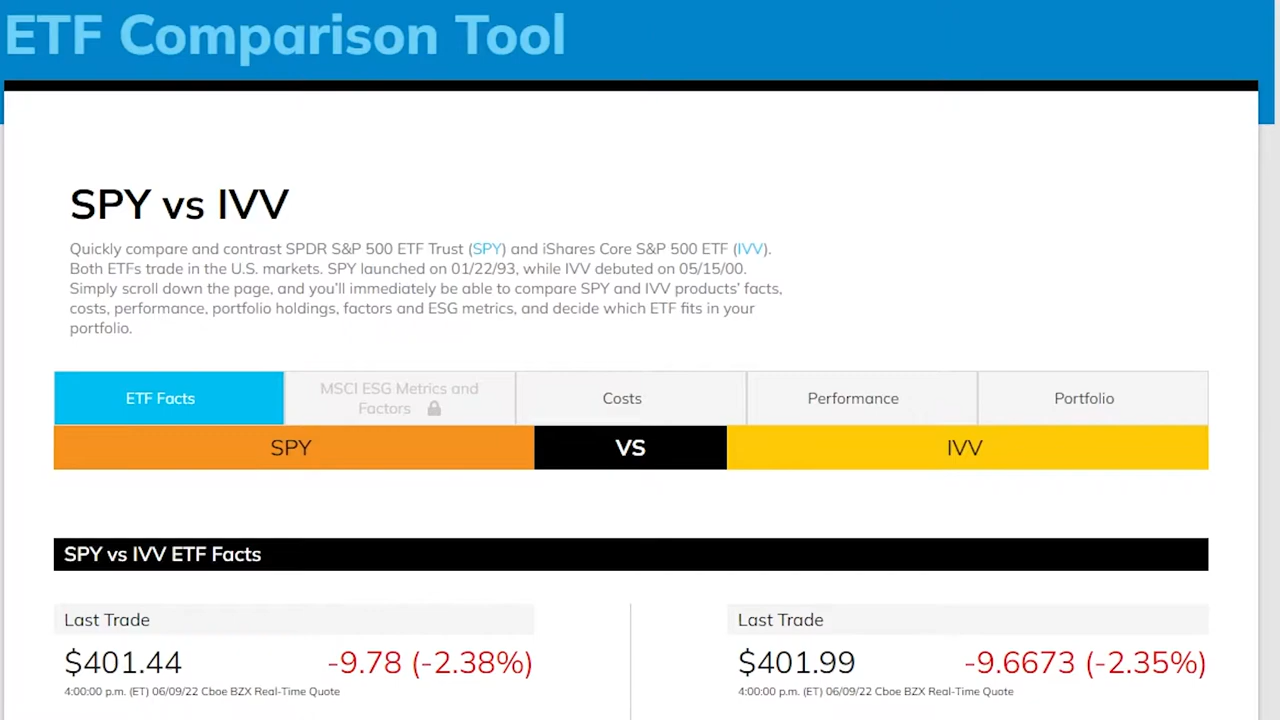 ETF Comparison Tool
SPY vs IVV
Quickly compare and contrast SPDR S&P 500 ETF Trust (SPY) and iShares Core S&P 500 ETF (IVV).
Both ETFs trade in the U.S. markets. SPY launched on 01/22/93, while IVV debuted on 05/15/00.
Simply scroll down the page, and you'll immediately be able to compare SPY and IVV products' facts,
costs, performance, portfolio holdings, factors and ESG metrics, and decide which ETF fits in your
portfolio.
ETF Facts
MSCI ESG Metrics and
Factors
Costs
Performance
Portfolio
SPY
VS
IVV
SPY vs IVV ETF Facts
Last Trade
$401.44 -9.78 (-2.38%)
4:00:00 p.m. (ET) 06/09/22 Cboe BZX Real-Time Quote
Last Trade
$401.99 -9.6673 (-2.35%)
4:00:00 p.m. (ET) 06/09/22 Cboe BZX Real-Time Quote